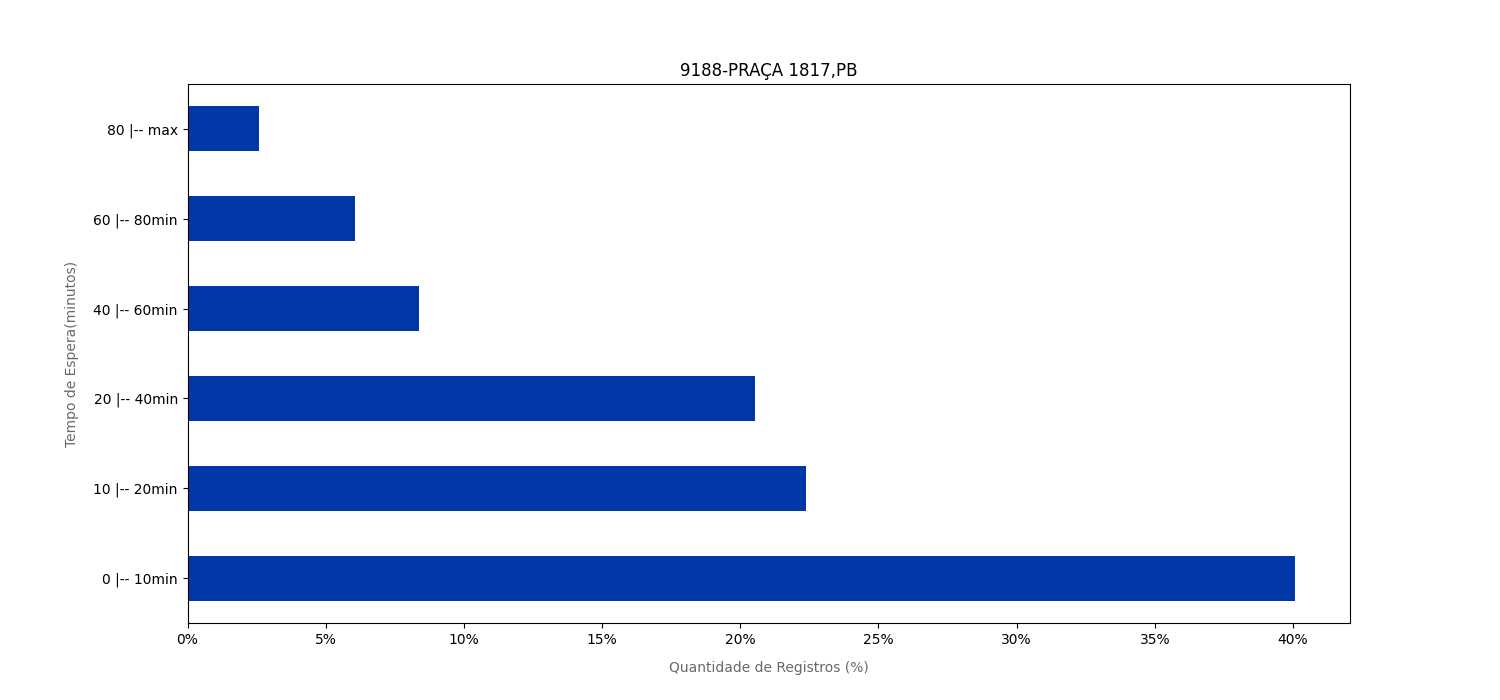 9188-PRAÇA 1817,PB
80 |-- max
60 |-- 80min
40 |-- 60min
20 |-- 40min
10 |-- 20min
0 |-- 10min
Tempo de Espera(minutos)
0% 5% 10% 15% 20% 25% 30% 35% 40%
Quantidade de Registros (%)